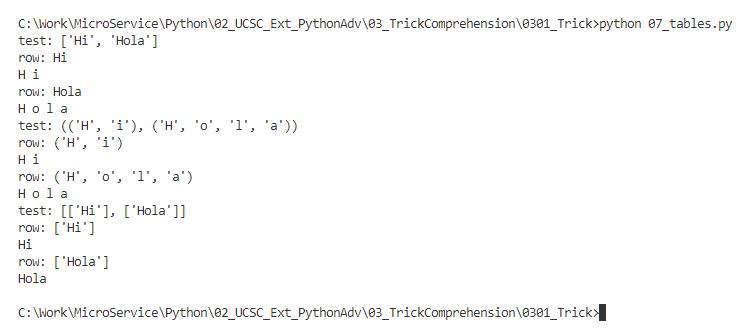 C:\Work\MicroService\Python\02_UCSC_Ext_PythonAdv\03_TrickComprehension\0301_Trick>python 07_tables.py
test: ['Hi', 'Hola']
row: Hi
H i
row: Hola
H o l a
test: (('H', 'i'), ('H', 'o', 'l', 'a'))
row: ('H', 'i')
H i
row: ('H', 'o', 'l', 'a')
H o l a
test: [['Hi'], ['Hola']]
row: ['Hi']
Hi
row: ['Hola']
Hola
C:\Work\MicroService\Python\02_UCSC_Ext_PythonAdv\03_TrickComprehension\0301_Trick>